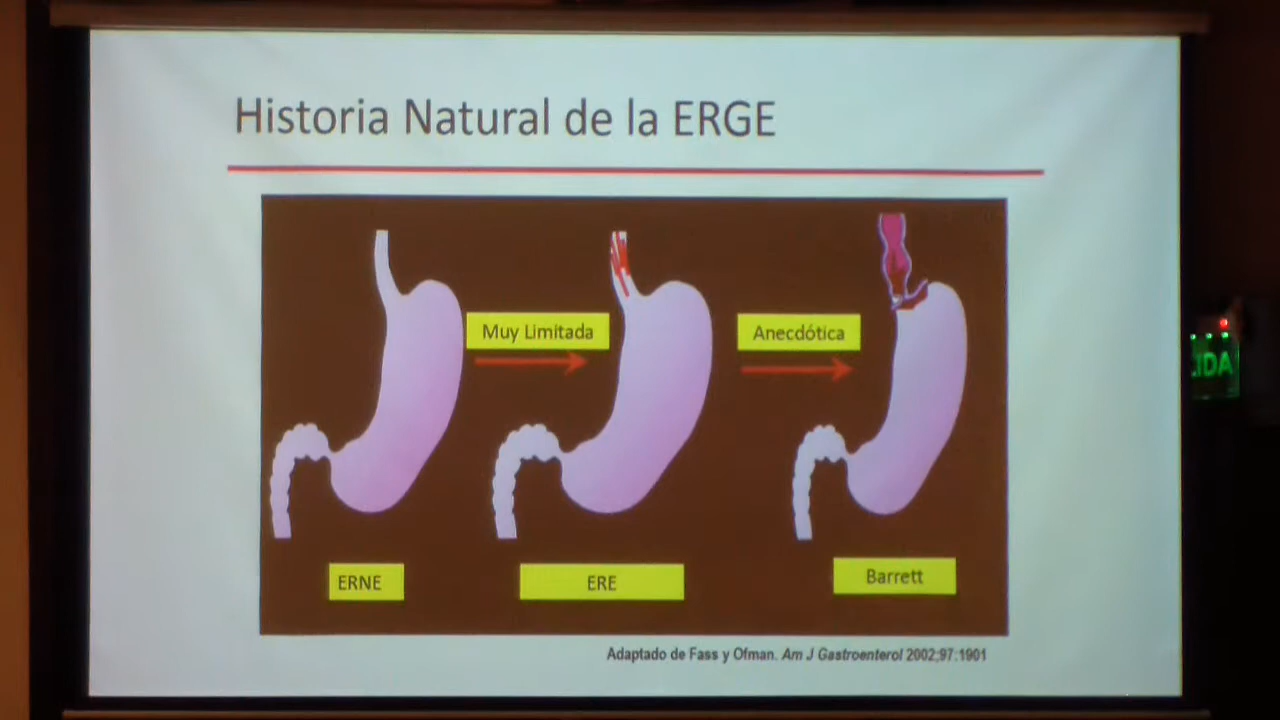 Historia Natural de la ERGE
Muy Limitada
Anecdótica
ERNE
ERE
Barrett
Adaptado de Fass y Ofman. Am J Gastroenterol 2002;97:1901
IDA